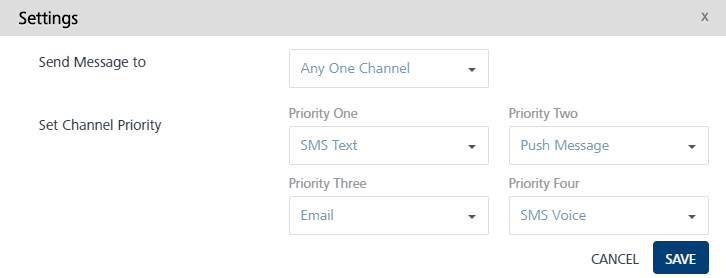 Settings x
Send Message to Any One Channel
Priority One Priority Two
Set Channel Priority SMS Text Push Message
Priority Three Priority Four
Email SMS Voice
CANCEL SAVE